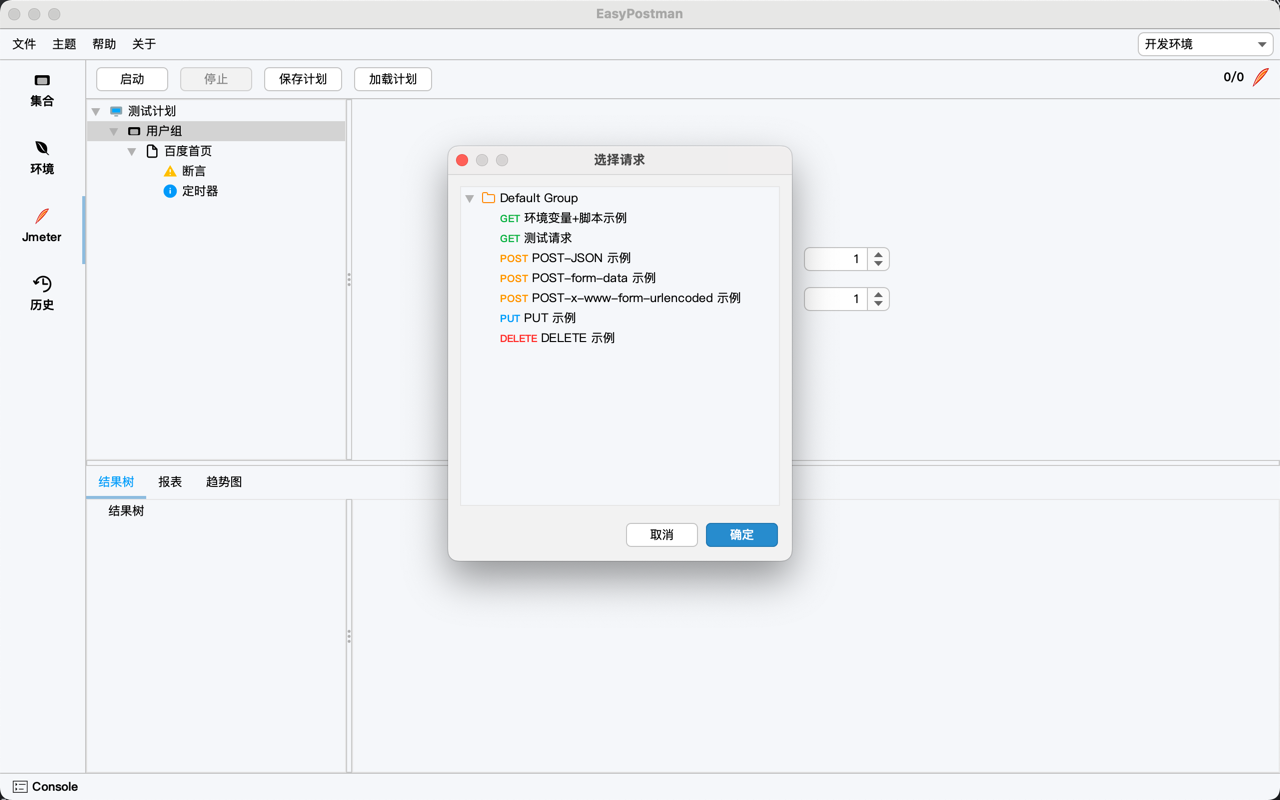 EasyPostman
文件 主题 帮助 关于 开发环境
启动 停止 保存计划 加载计划 0/0
集合
环境
Jmeter
历史
测试计划
用户组
百度首页
断言
定时器
选择请求
Default Group
GET 环境变量+脚本示例
GET 测试请求
POST POST-JSON 示例
POST POST-form-data 示例
POST POST-x-www-form-urlencoded 示例
PUT PUT 示例
DELETE DELETE 示例
取消 确定
1
1
结果树 报表 趋势图
结果树
Console